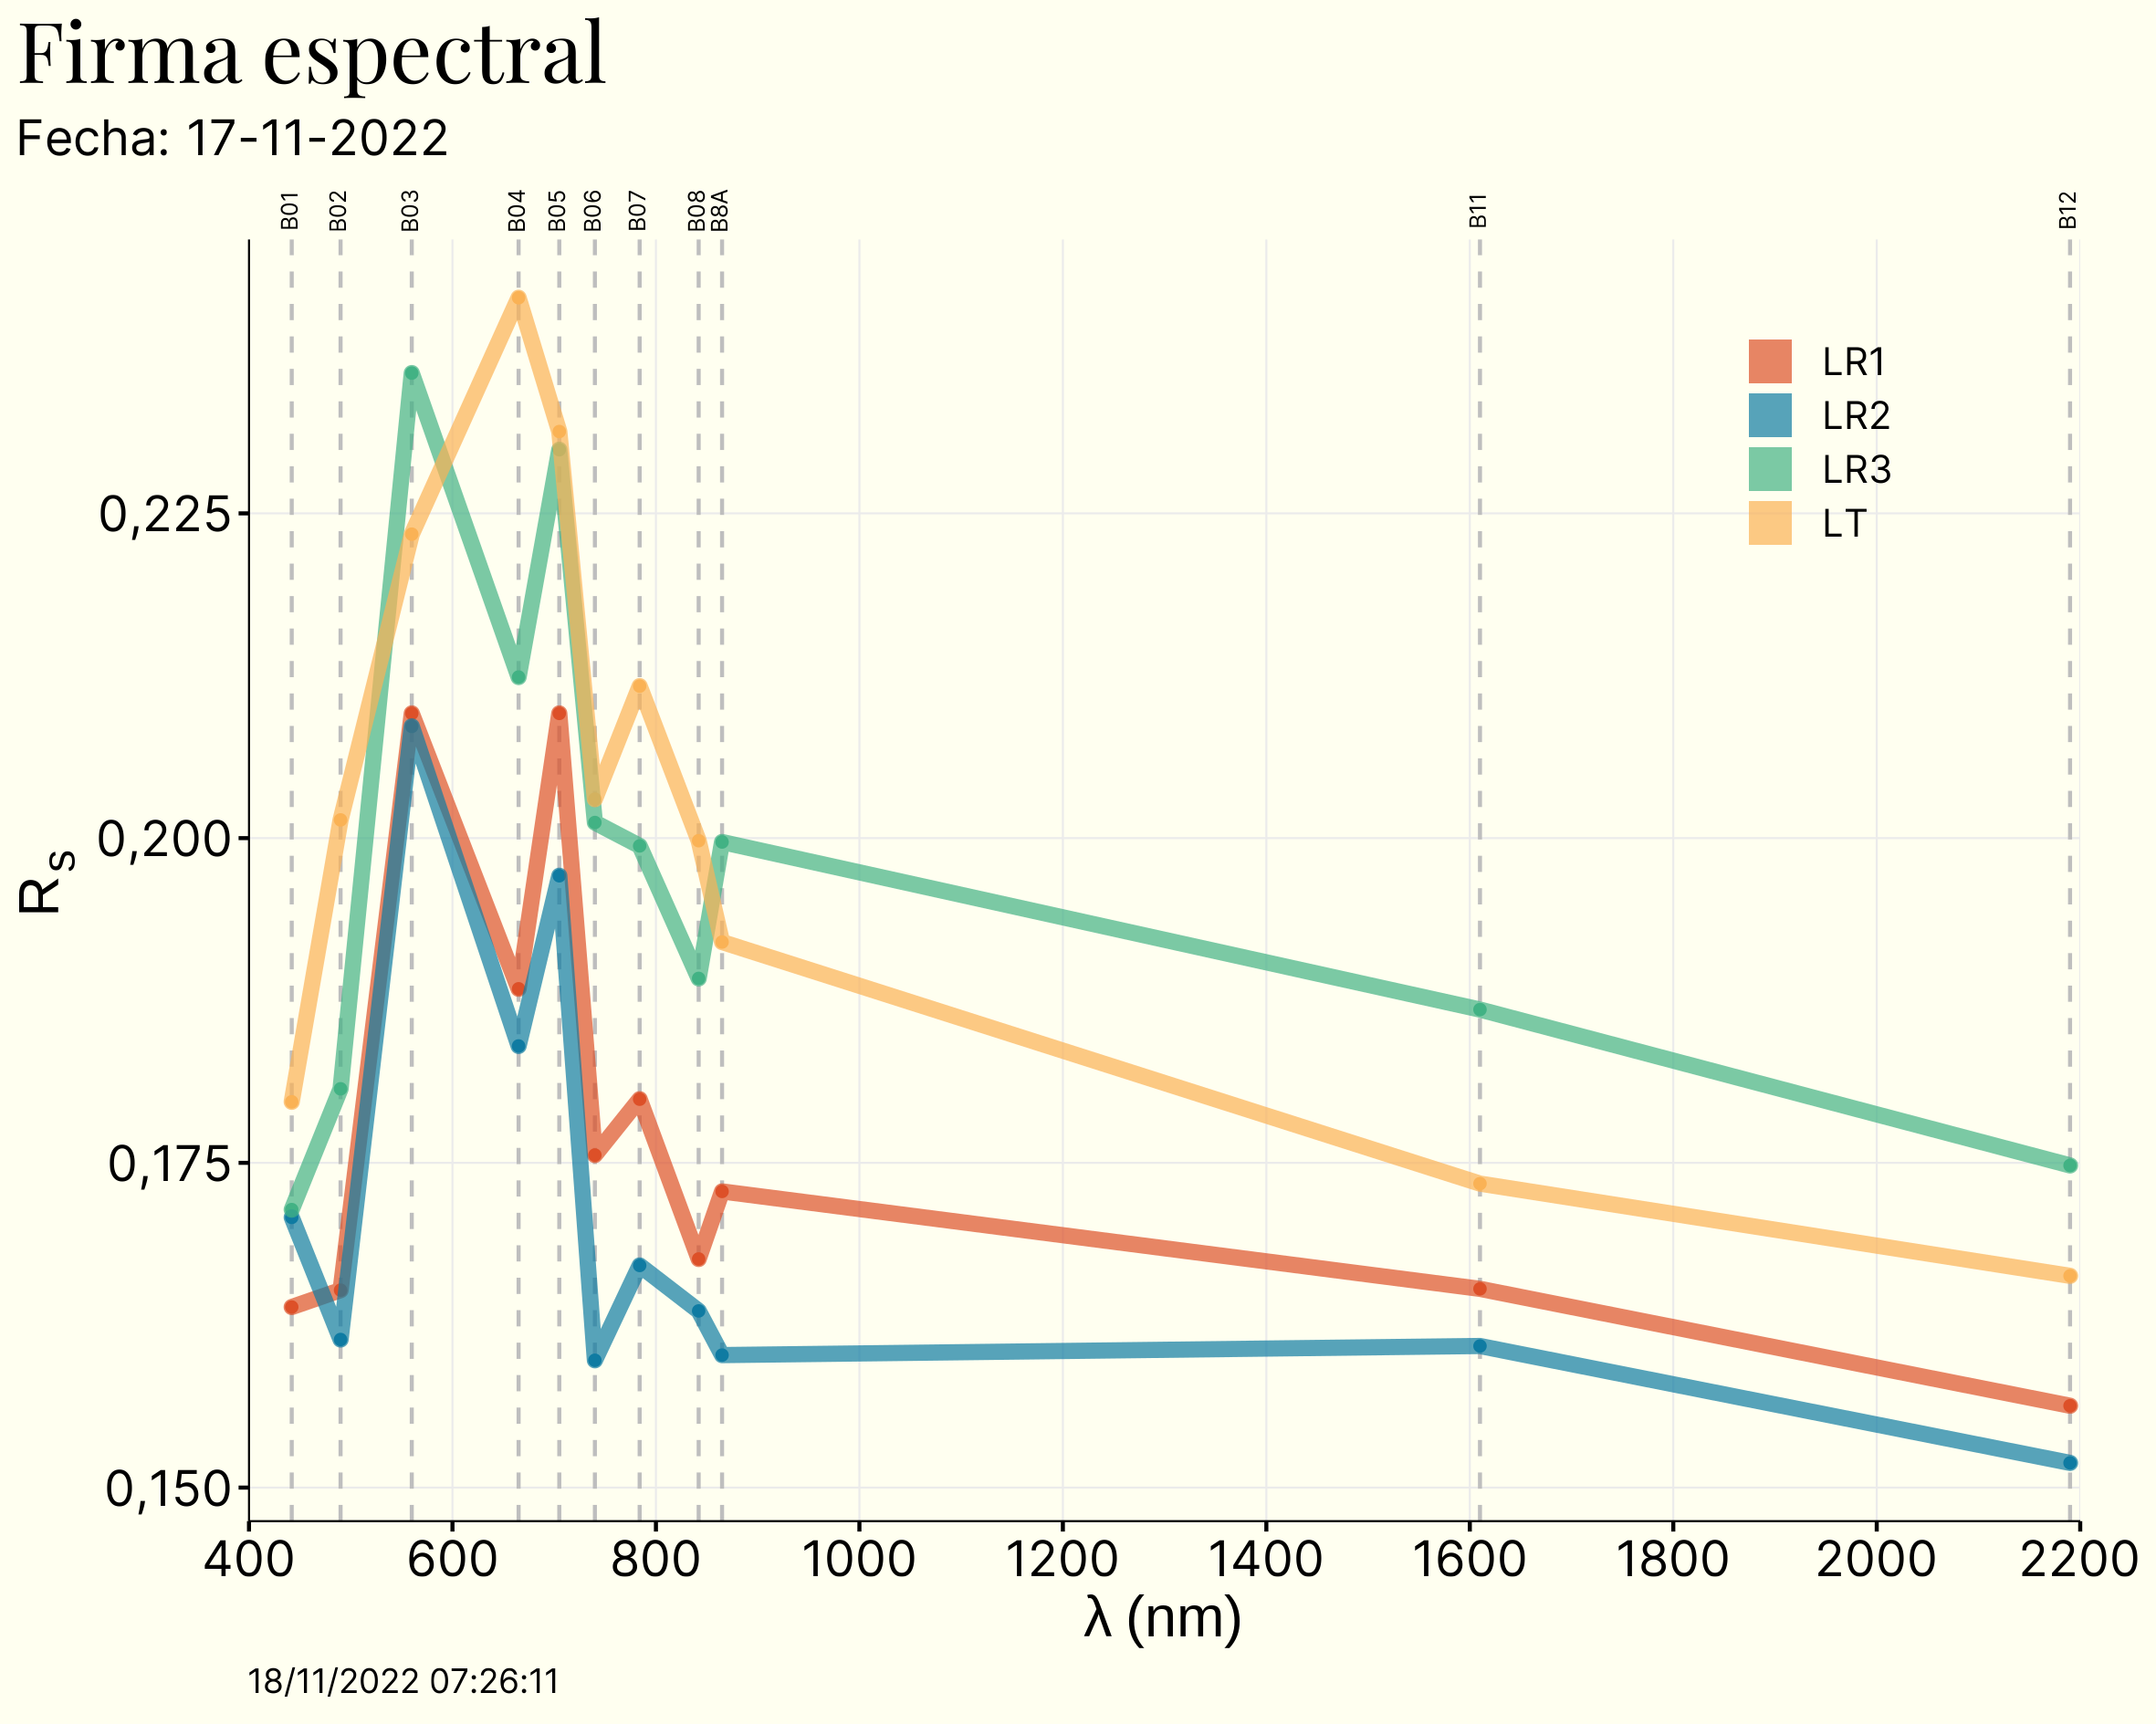 Firma espectral
Fecha: 17-11-2022
B01 B02 B03 B04 B05 B06 B07 B08 B8A B11 B12
LR1
LR2
LR3
LT
0,225
0,200
0,175
0,150
Rs
400 600 800 1000 1200 1400 1600 1800 2000 2200
λ (nm)
18/11/2022 07:26:11